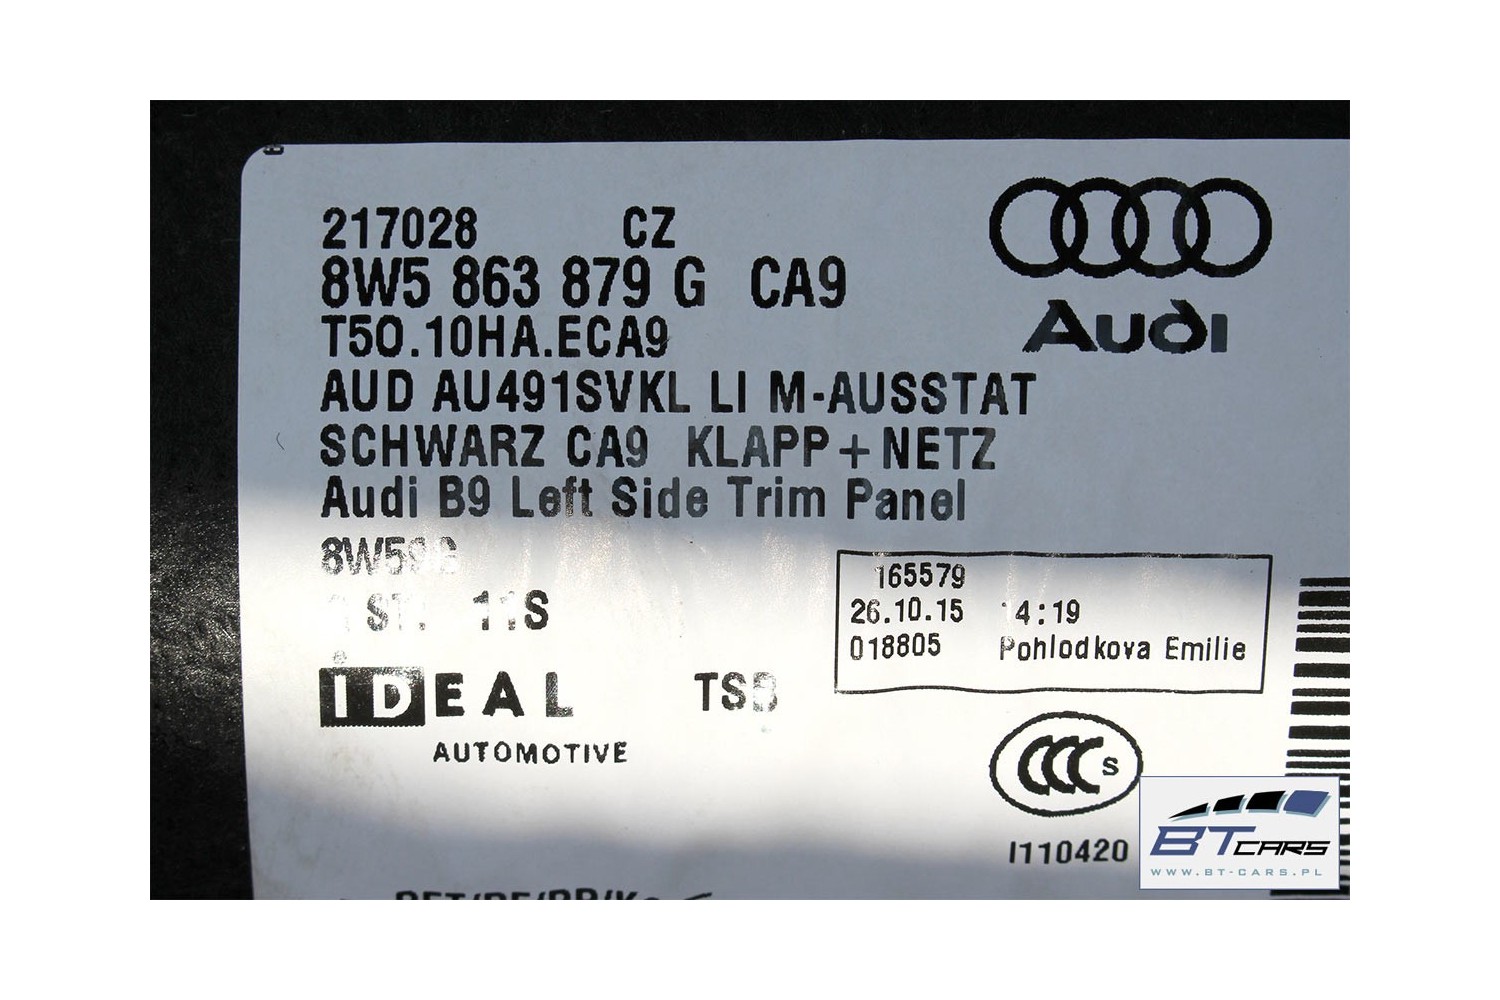 217028 CZ
8W5 863 879 G CA9
T50.10HA.ECA9
AUD AU491SVKL LI M-AUSSTAT
SCHWARZ CA9 KLAPP+NETZ
Audi B9 Left Side Trim Panel
11S
iDEAL TSB
AUTOMOTIVE
Audi
165579
26.10.15 14:19
018805 Pohlodkova Emilie
CCC S
I110420
BT CARS
WWW.BT-CARS.PL